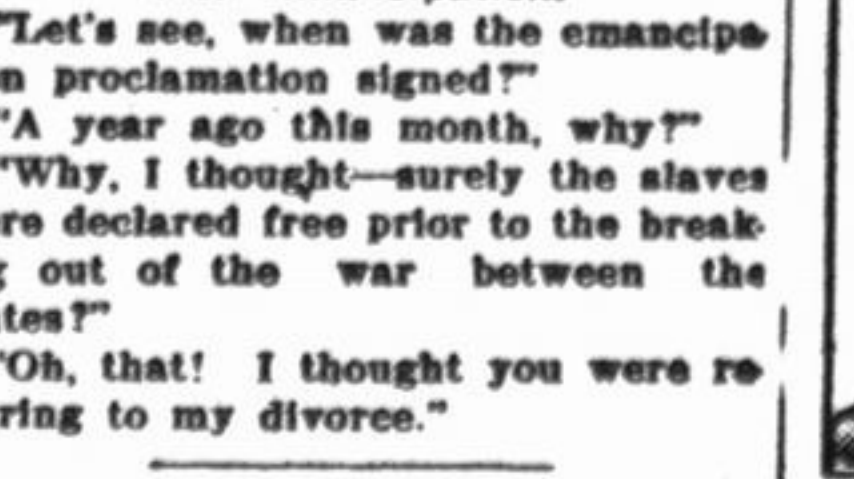 "Let's see, when was the emancipa-
n proclamation signed?"
"A year ago this month, why?"
"Why, I thought—surely the slaves
re declared free prior to the break-
g out of the war between the
tes?"
"Oh, that! I thought you were re-
ring to my divorce."